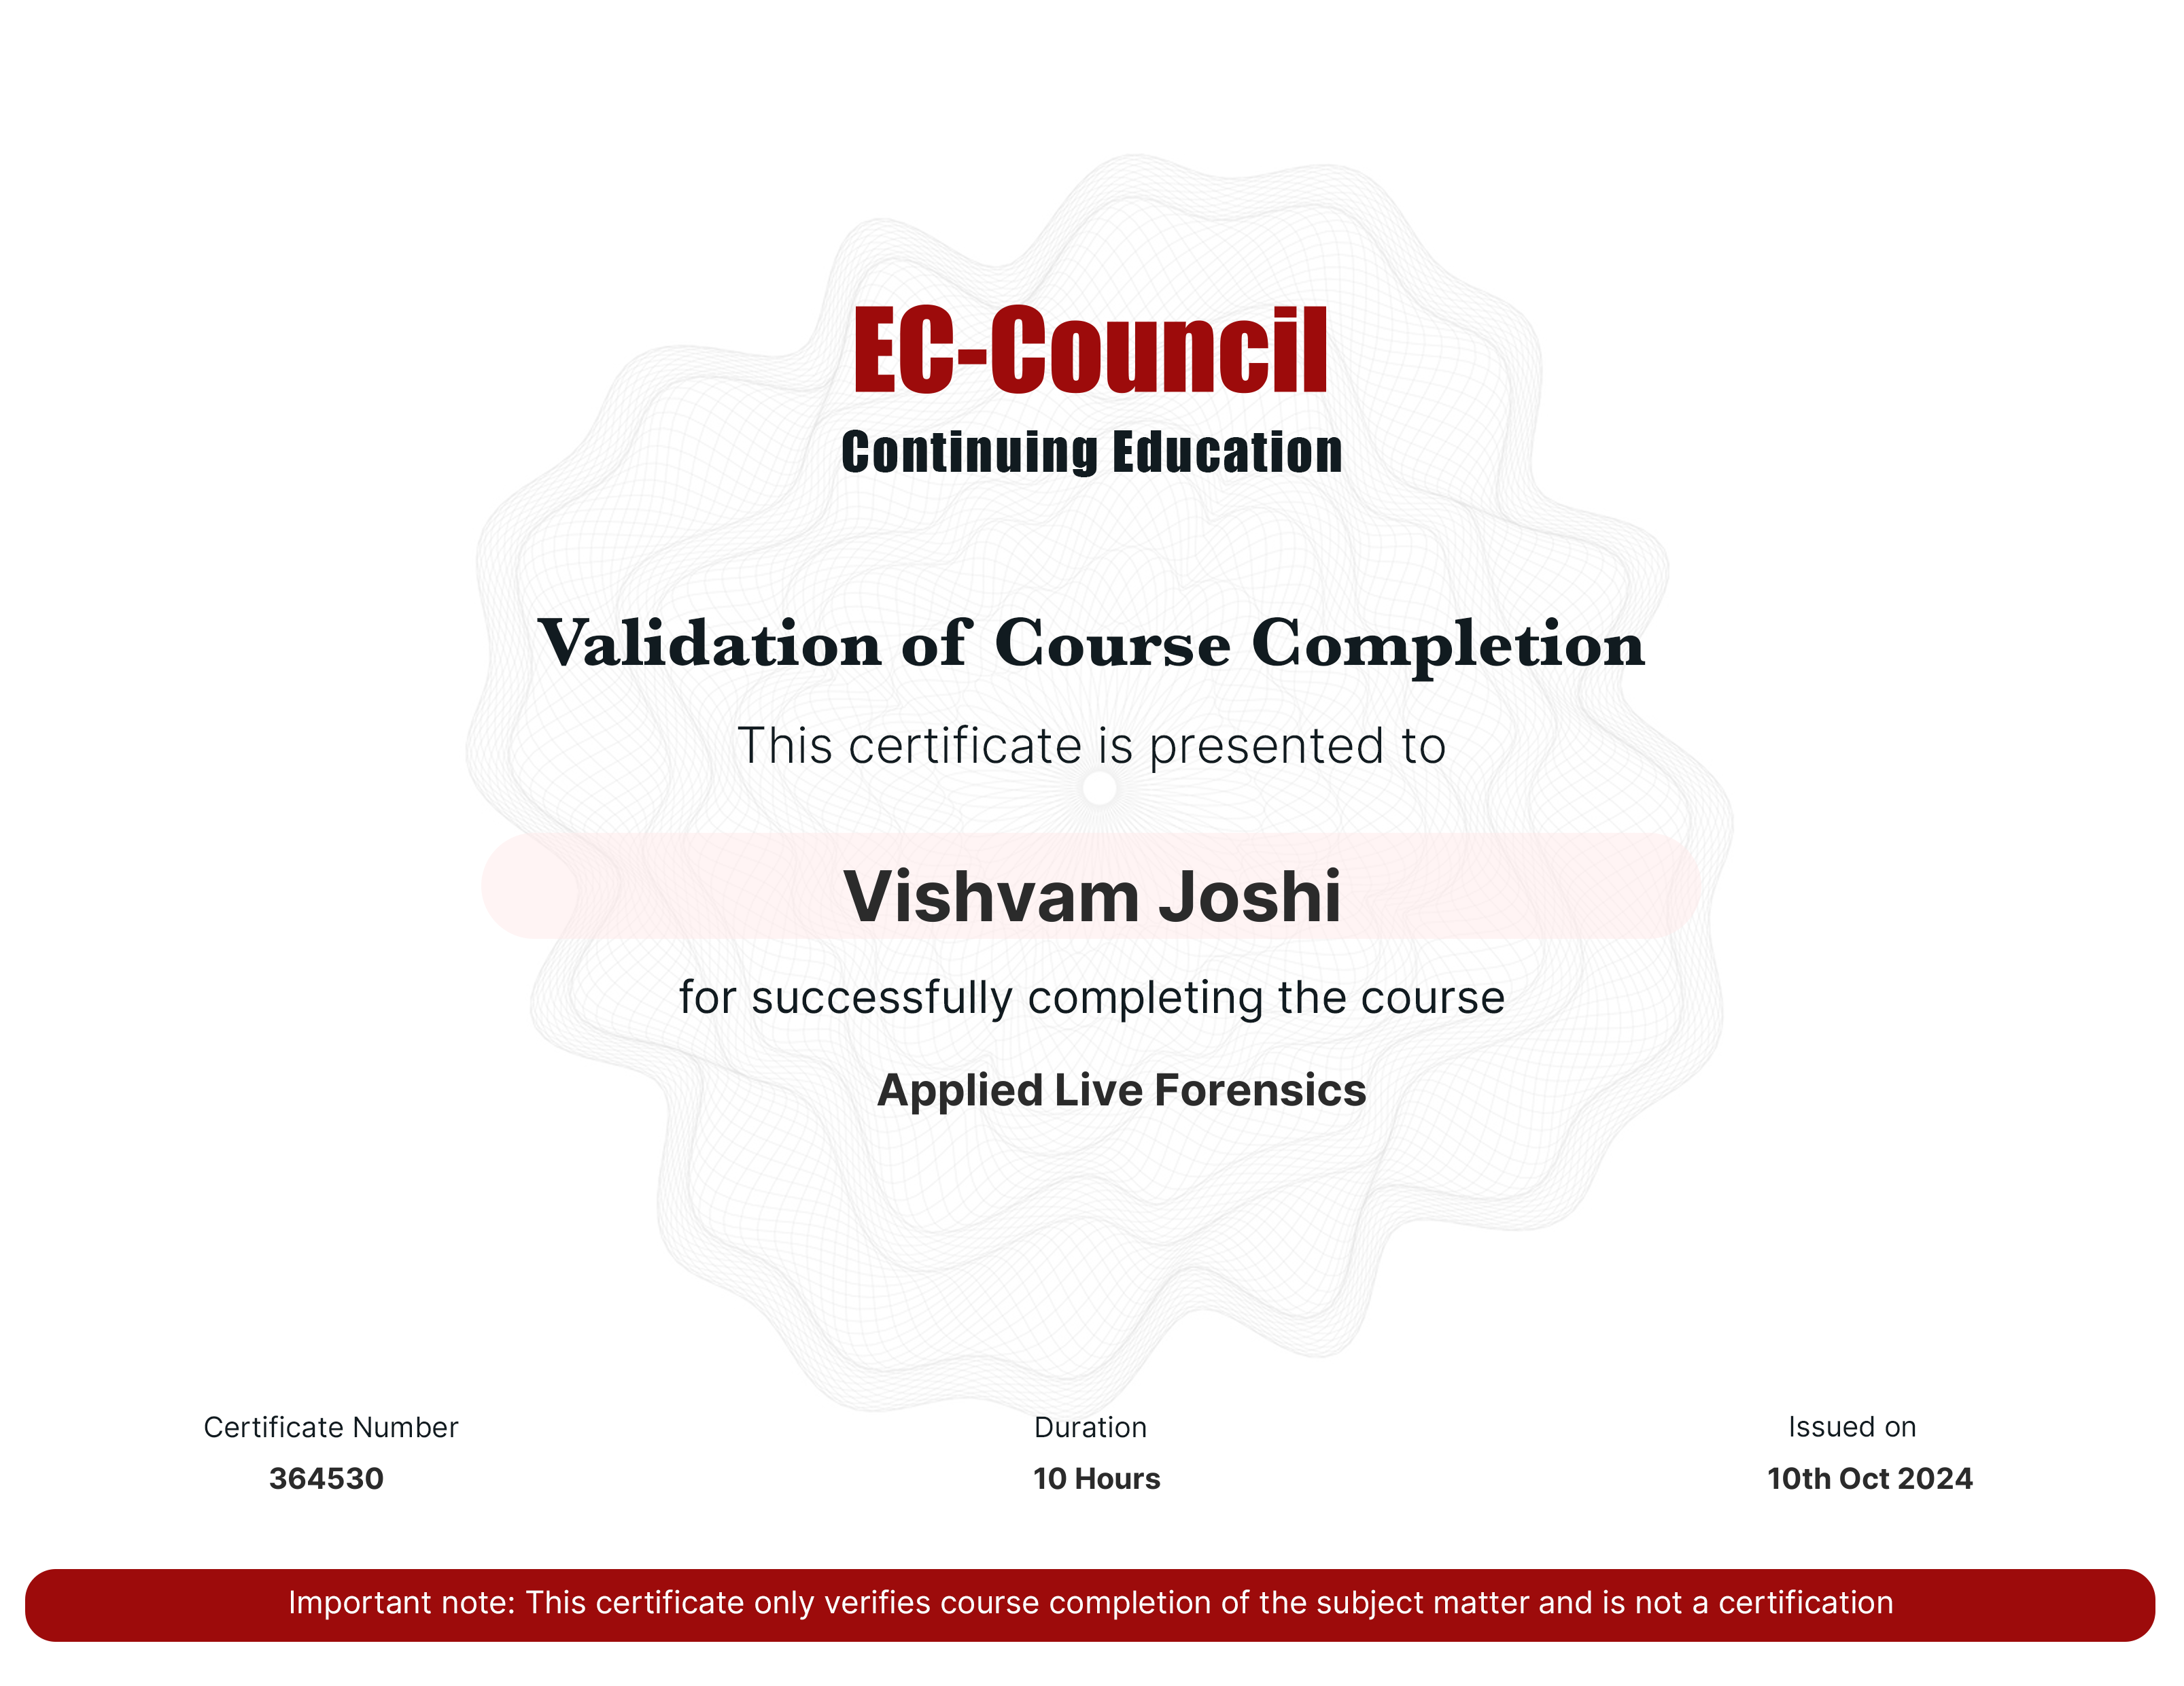 EC-Council
Continuing Education
Validation of Course Completion
This certificate is presented to
Vishvam Joshi
for successfully completing the course
Applied Live Forensics
Certificate Number
364530
Duration
10 Hours
Issued on
10th Oct 2024
Important note: This certificate only verifies course completion of the subject matter and is not a certification